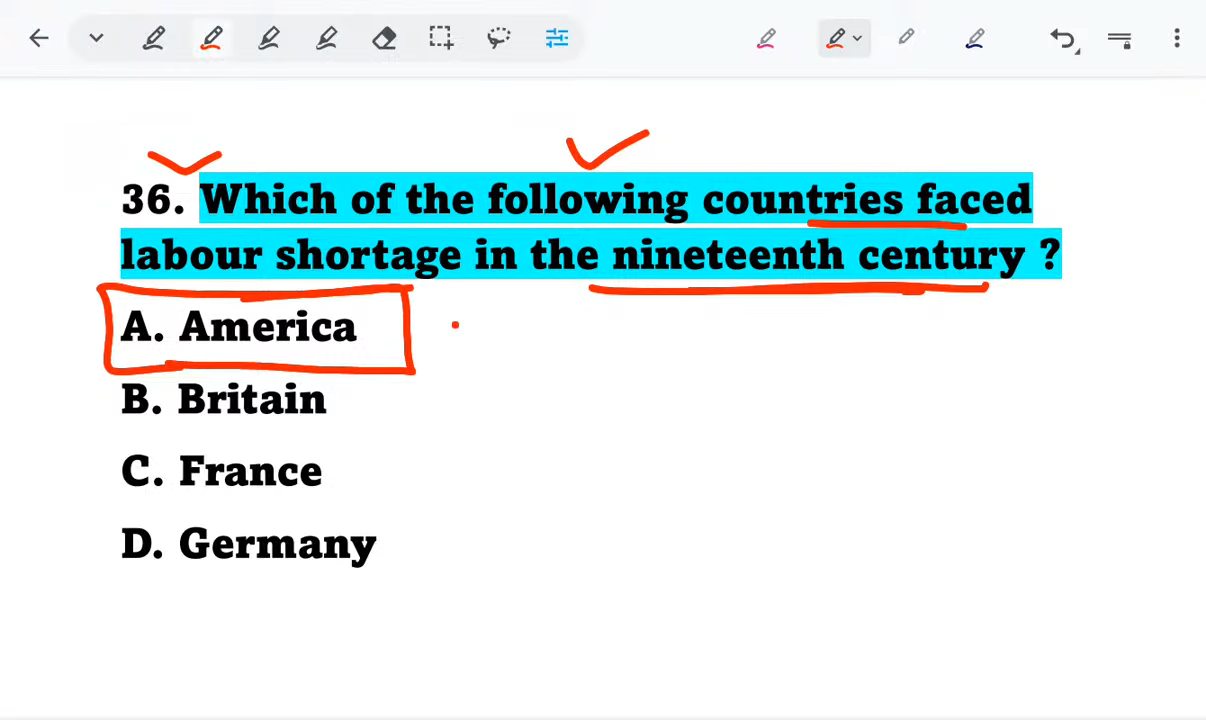 36. Which of the following countries faced
labour shortage in the nineteenth century ?
A. America
B. Britain
C. France
D. Germany